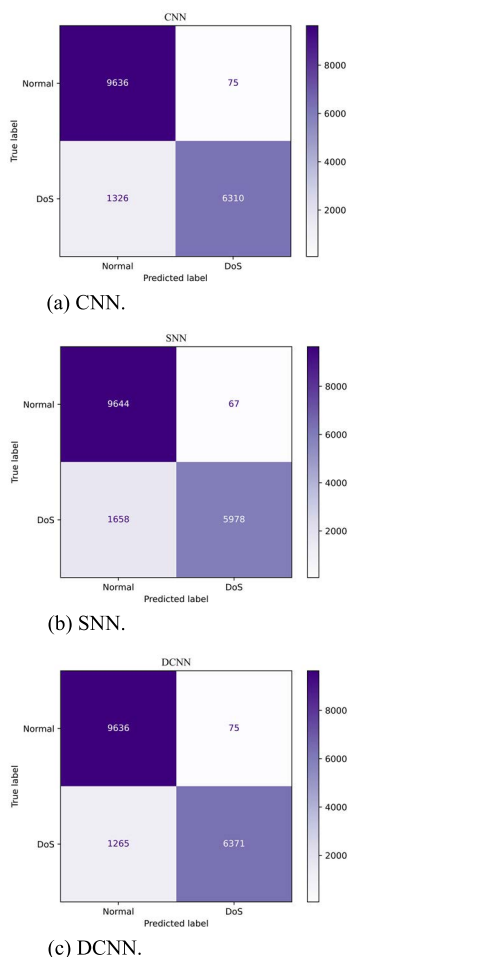 CNN
Normal 9636 75
8000
6000
True label
4000
DoS 1326 6310
2000
Normal DoS
Predicted label
(a) CNN.
SNN
Normal 9644 67
8000
6000
True label
4000
DoS 1658 5978
2000
Normal DoS
Predicted label
(b) SNN.
DCNN
Normal 9636 75
8000
6000
True label
4000
DoS 1265 6371
2000
Normal DoS
Predicted label
(c) DCNN.